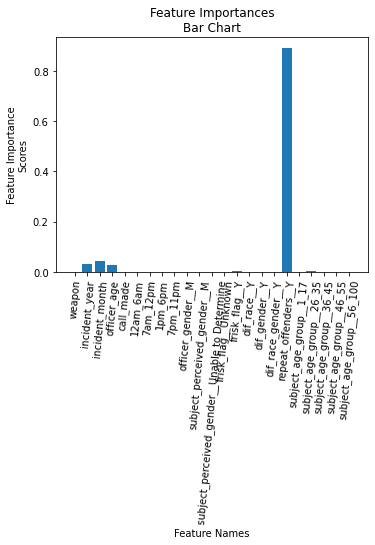 Feature Importances
Bar Chart
Feature Importance
Scores
0.8
0.6
0.4
0.2
0.0
weapon
incident_year
incident_month
officer_age
call_made
12am_6am
7am_12pm
1pm_6pm
7pm_11pm
officer_gender__M
subject_perceived_gender__M
subject_perceived_gender__Unable to Determine
frisk_flag__Unknown
frisk_flag__Y
dif_race__Y
dif_gender__Y
dif_race_gender__Y
repeat_offenders_Y
subject_age_group__1_17
subject_age_group__26_35
subject_age_group__36_45
subject_age_group__46_55
subject_age_group__56_100
Feature Names